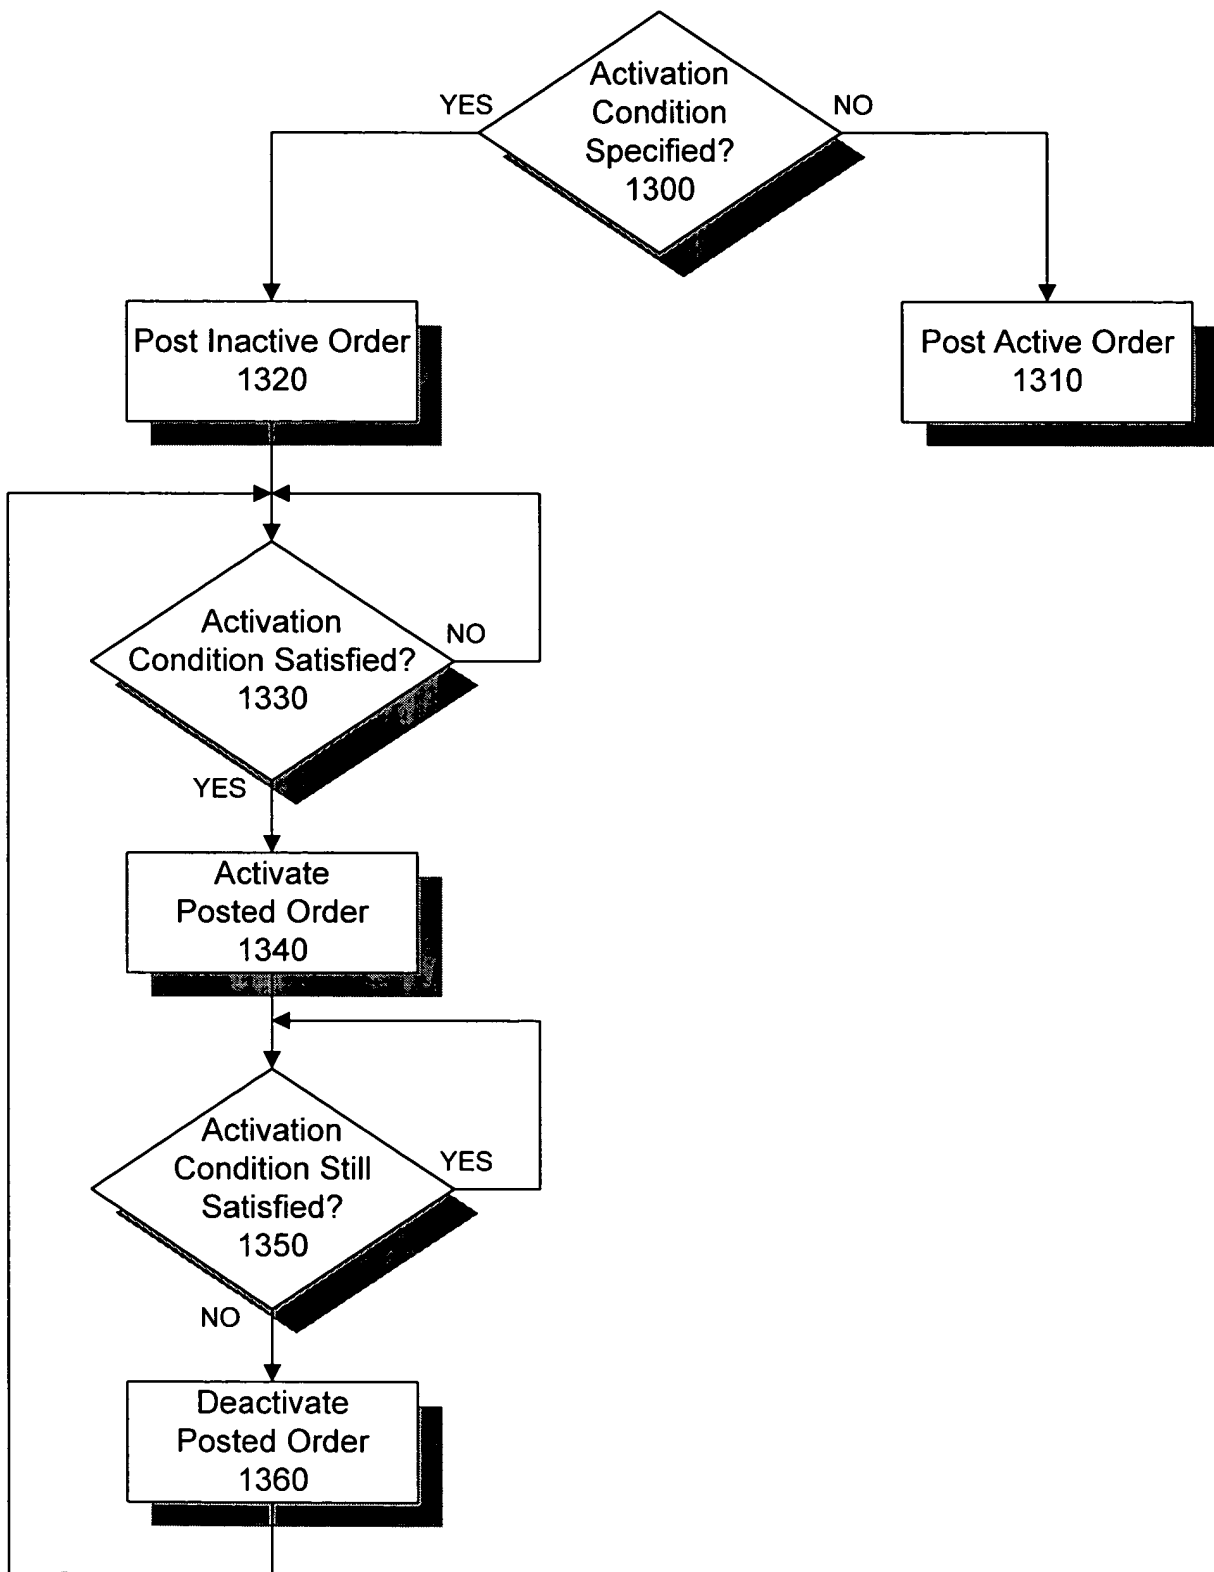 Activation
Condition
Specified?
1300
YES
NO
Post Inactive Order
1320
Post Active Order
1310
Activation
Condition Satisfied?
1330
NO
YES
Activate
Posted Order
1340
Activation
Condition Still
Satisfied?
1350
YES
NO
Deactivate
Posted Order
1360